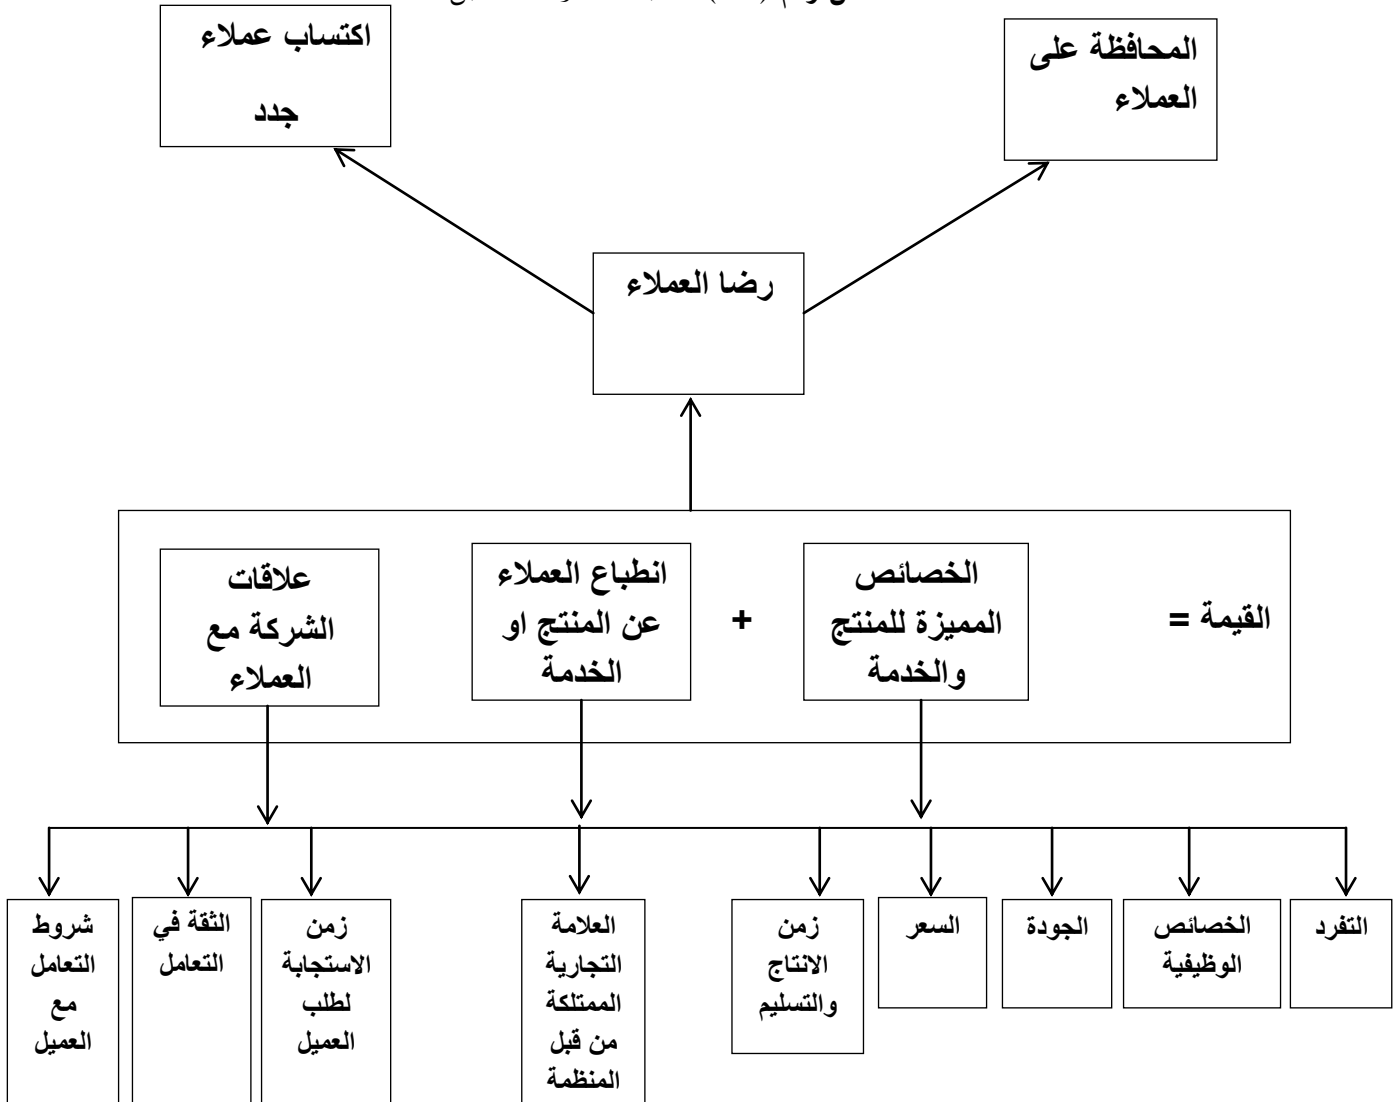 المحافظة على
العملاء
اكتساب عملاء
جدد
رضا العملاء
القيمة =
الخصائص
المميزة للمنتج
والخدمة
+
انطباع العملاء
عن المنتج او
الخدمة
علاقات
الشركة مع
العملاء
التفرد
الخصائص
الوظيفية
الجودة
السعر
زمن
الانتاج
والتسليم
العلامة
التجارية
الممتلكة
من قبل
المنظمة
زمن
الاستجابة
لطلب
العميل
الثقة في
التعامل
شروط
التعامل
مع
العميل